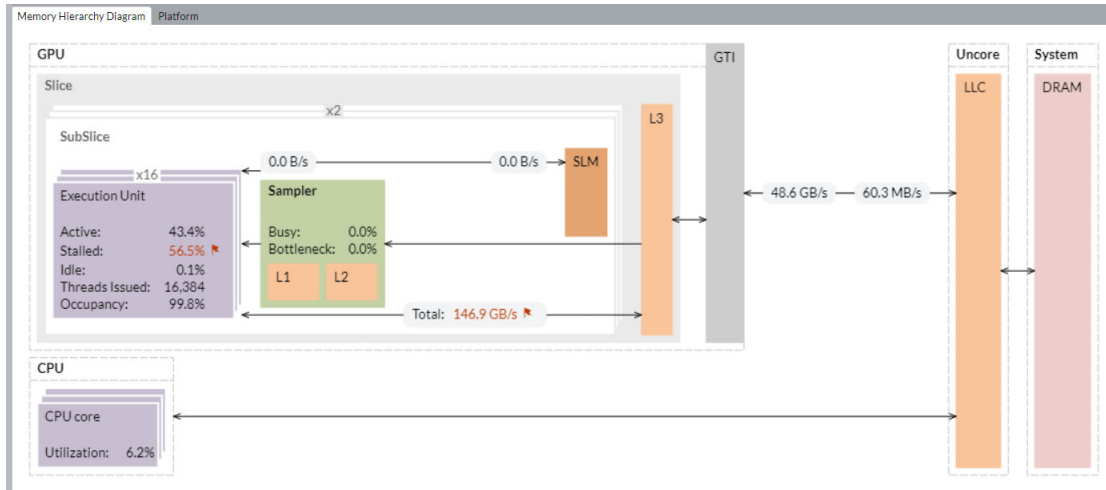 Memory Hierarchy Diagram
Platform
GPU
GTI
Uncore
System
Slice
LLC
DRAM
x2
L3
SubSlice
0.0 B/s
0.0 B/s
SLM
x16
Execution Unit
Sampler
48.6 GB/s
60.3 MB/s
Active: 43.4%
Busy: 0.0%
Stalled: 56.5%
Bottleneck: 0.0%
Idle: 0.1%
L1
L2
Threads Issued: 16,384
Occupancy: 99.8%
Total: 146.9 GB/s
CPU
CPU core
Utilization: 6.2%